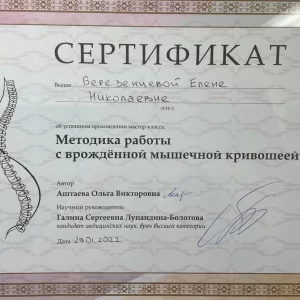 СЕРТИФИКАТ
Выдан Березенцевой Елене
Николаевне
(ФИО)
об успешном прохождении мастер-класса:
Методика работы
с врождённой мышечной кривошеей
Автор
Аштаева Ольга Викторовна
Научный руководитель
Галина Сергеевна Лупандина-Болотова
кандидат медицинских наук, врач высшей категории
Дата 29.01.2022